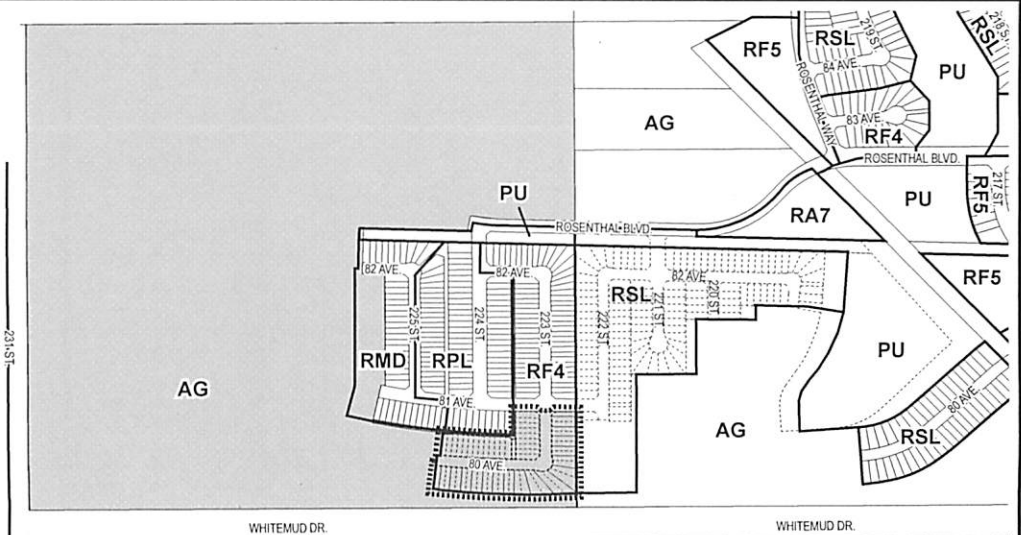 RF5
RSL
219 ST.
RSL
218 S
84 AVE.
PU
ROSENTHAL WAY
AG
83 AVE.
RF4
ROSENTHAL BLVD.
PU
RF5
217 ST.
PU
RA7
ROSENTHAL BLVD
82 AVE.
82 AVE.
82 AVE.
RF5
RSL
220 ST.
221 ST.
222 ST.
223 ST.
224 ST.
225 ST.
231 ST.
RMD
RPL
RF4
PU
AG
81 AVE.
AG
80 AVE.
RSL
80 AVE.
WHITEMUD DR.
WHITEMUD DR.